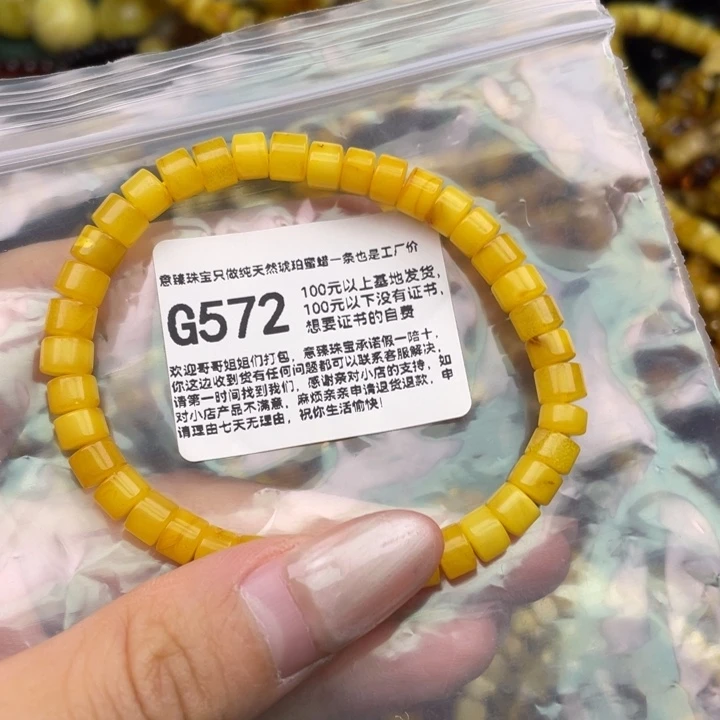 意臻珠宝只做纯天然琥珀蜜蜡一条也是工厂价
G572
100元以上基地发货，
100元以下没有证书，
想要证书的自费
欢迎哥哥姐姐们打包，意臻珠宝承诺假一陪十，
你这边收到货有任何问题都可以联系客服解决，
请第一时间找到我们，感谢亲对小店的支持，如
对小店产品不满意，麻烦亲亲申请退货退款，申
请理由七天无理由，祝你生活愉快！